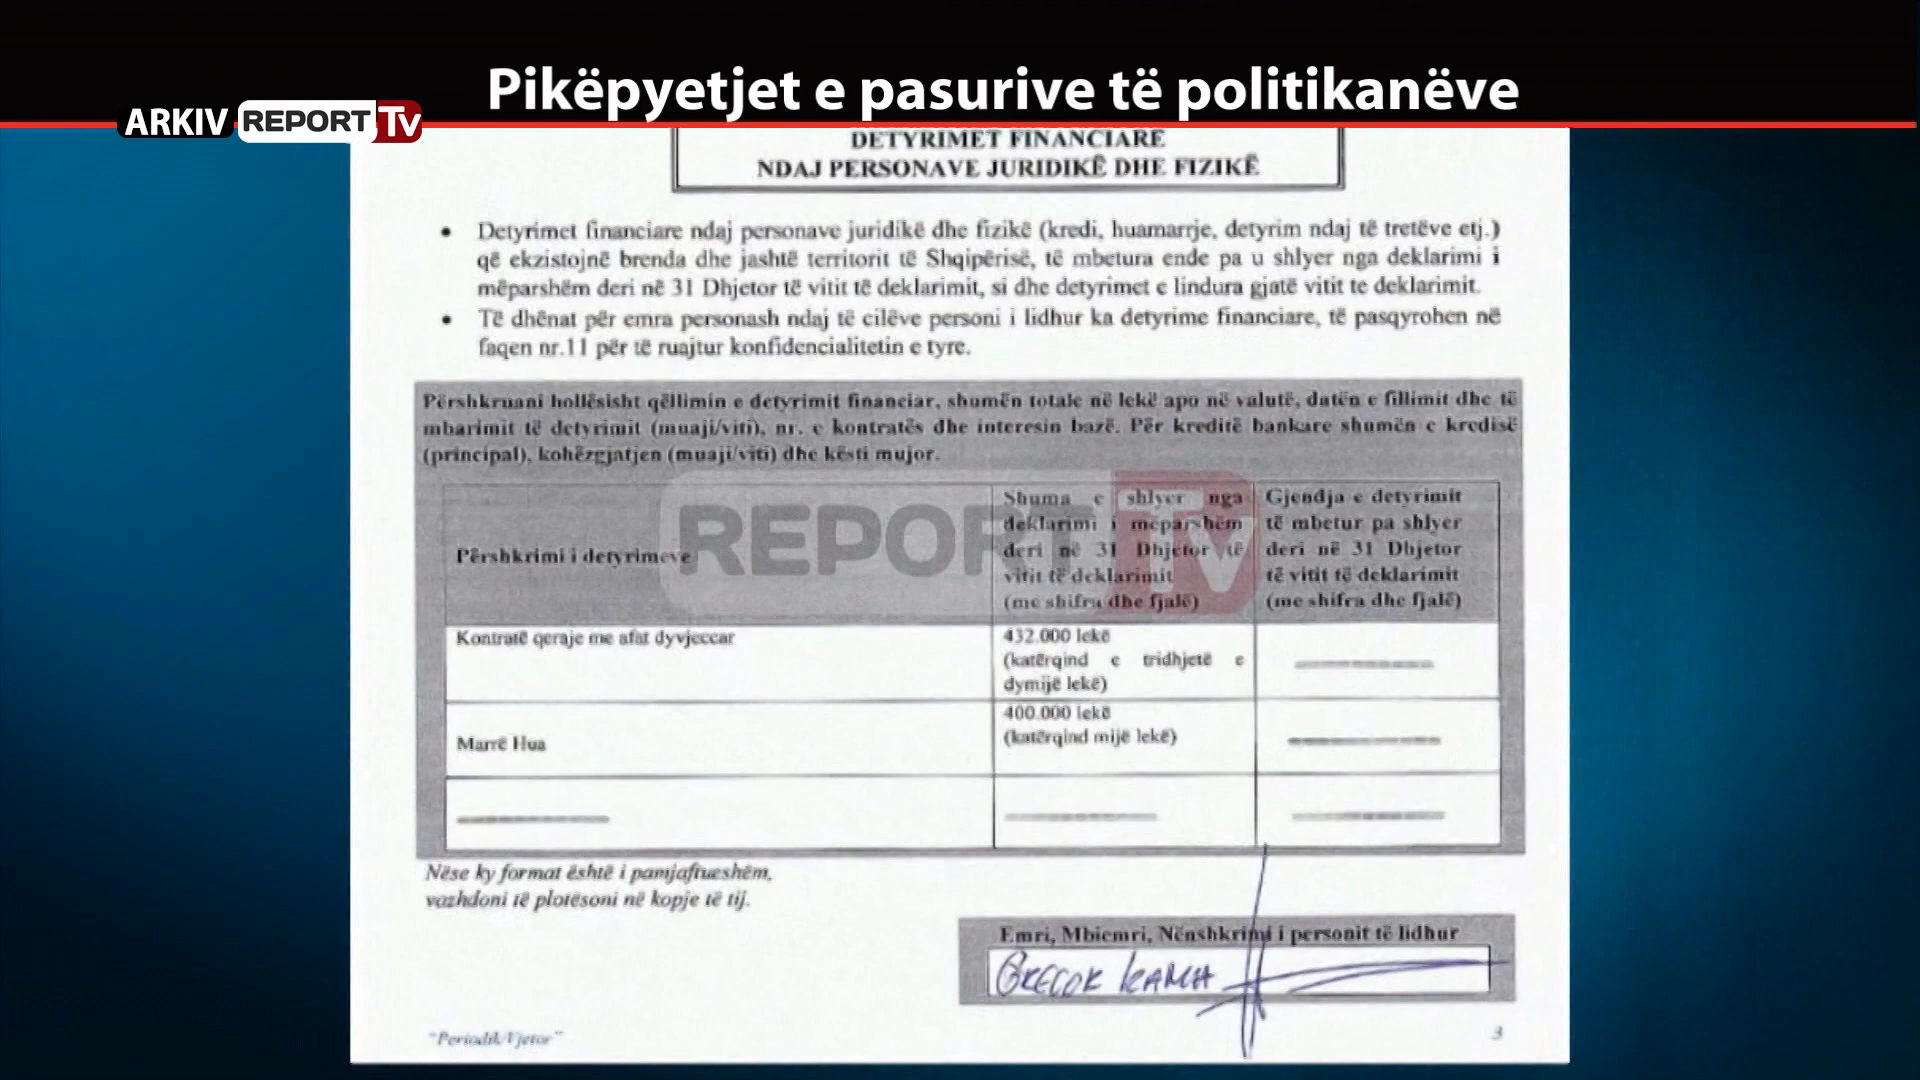 Pikëpyetjet e pasurive të politikanëve
ARKIV REPORT Tv
DETYRIMET FINANCIARE
NDAJ PERSONAVE JURIDIKË DHE FIZIKË
• Detyrimet financiare ndaj personave juridikë dhe fizikë (kredi, huamarrje, detyrim ndaj të tretëve etj.)
që ekzistojnë brenda dhe jashtë territorit të Shqipërisë, të mbetura ende pa u shlyer nga deklarimi i
mëparshëm deri në 31 Dhjetor të vitit të deklarimit, si dhe detyrimet e lindura gjatë vitit te deklarimit.
• Të dhënat për emra personash ndaj të cilëve personi i lidhur ka detyrime financiare, të pasqyrohen në
faqen nr.11 për të ruajtur konfidencialitetin e tyre.
Përshkruani hollësisht qëllimin e detyrimit financiar, shumën totale në lekë apo në valutë, datën e fillimit dhe të
mbarimit të detyrimit (muaji/viti), nr. e kontratës dhe interesin bazë. Për kreditë bankare shumën e kredisë
(principal), kohëzgjatjen (muaji/viti) dhe kësti mujor.
REPORT Tv
Përshkrimi i detyrimeve
Shuma e shlyer nga
deklarimi i mëparshëm
deri në 31 Dhjetor të
vitit të deklarimit
(me shifra dhe fjalë)
Gjendja e detyrimit
të mbetur pa shlyer
deri në 31 Dhjetor
të vitit të deklarimit
(me shifra dhe fjalë)
Kontratë qeraje me afat dyvjeccar
432.000 lekë
(katërqind e tridhjetë e
dymijë lekë)
Marrë Hua
400.000 lekë
(katërqind mijë lekë)
Nëse ky format është i pamjaftueshëm,
vazhdoni të plotësoni në kopje të tij.
Emri, Mbiemri, Nënshkrimi i personit të lidhur
"Periodik/Vjetor"
3